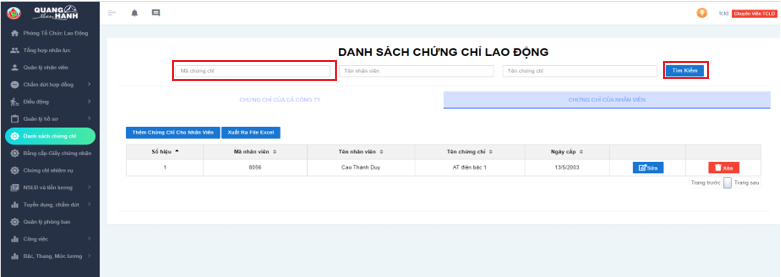 QUANG HANH
TCLD Chuyên Viên TCLD
Phòng Tổ Chức Lao Động
Tổng hợp nhân lực
Quản lý nhân viên
Chấm dứt hợp đồng
Điều động
Quản lý hồ sơ
Danh sách chứng chỉ
Bằng cấp-Giấy chứng nhận
Chứng chỉ nhiệm vụ
NSLĐ và tiền lương
Tuyển dụng, chấm dứt
Quản lý phòng ban
Công việc
Bậc, Thang, Mức lương
DANH SÁCH CHỨNG CHỈ LAO ĐỘNG
Mã chứng chỉ Tên nhân viên Tên chứng chỉ Tìm Kiếm
CHỨNG CHỈ CỦA CẢ CÔNG TY CHỨNG CHỈ CỦA NHÂN VIÊN
Thêm Chứng Chỉ Cho Nhân Viên Xuất Ra File Excel
Số hiệu Mã nhân viên Tên nhân viên Tên chứng chỉ Ngày cấp
1 8056 Cao Thành Duy AT điện bậc 1 13/5/2003 Sửa Xóa
Trang trước Trang sau